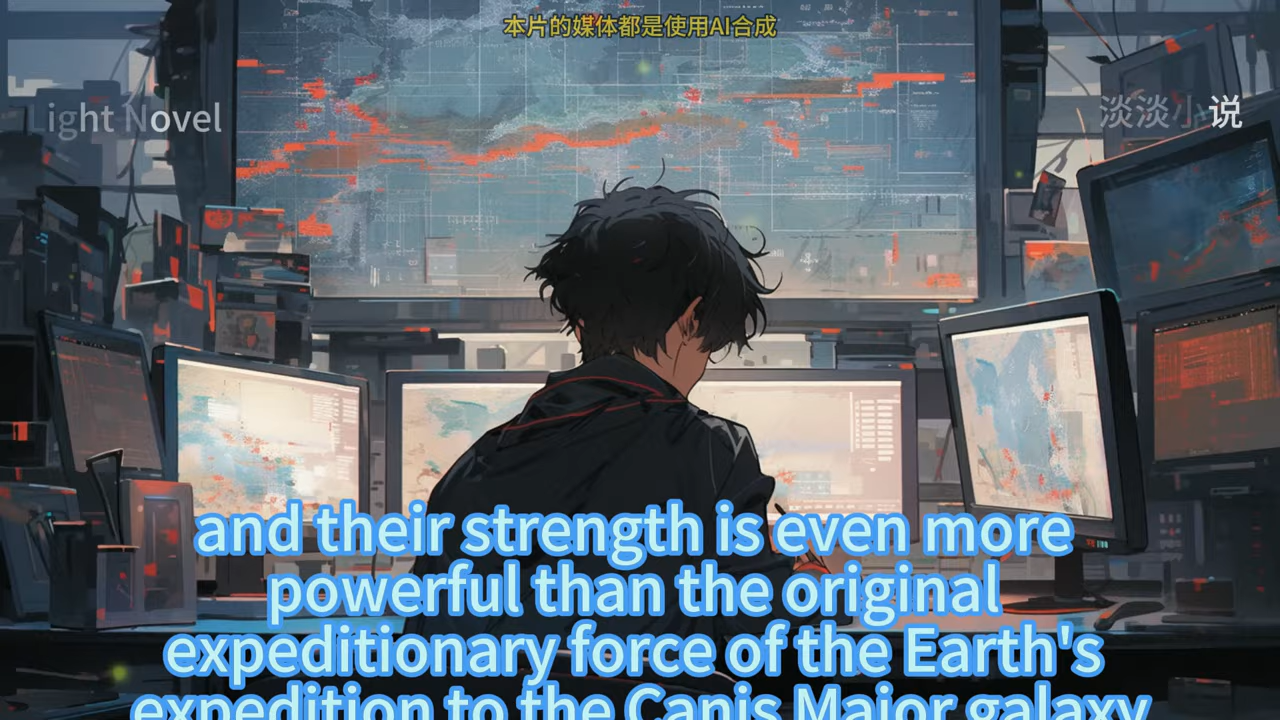 本片的媒体都是使用AI合成
Light Novel
淡淡小说
and their strength is even more
powerful than the original
expeditionary force of the Earth's
expedition to the Canis Major galaxy